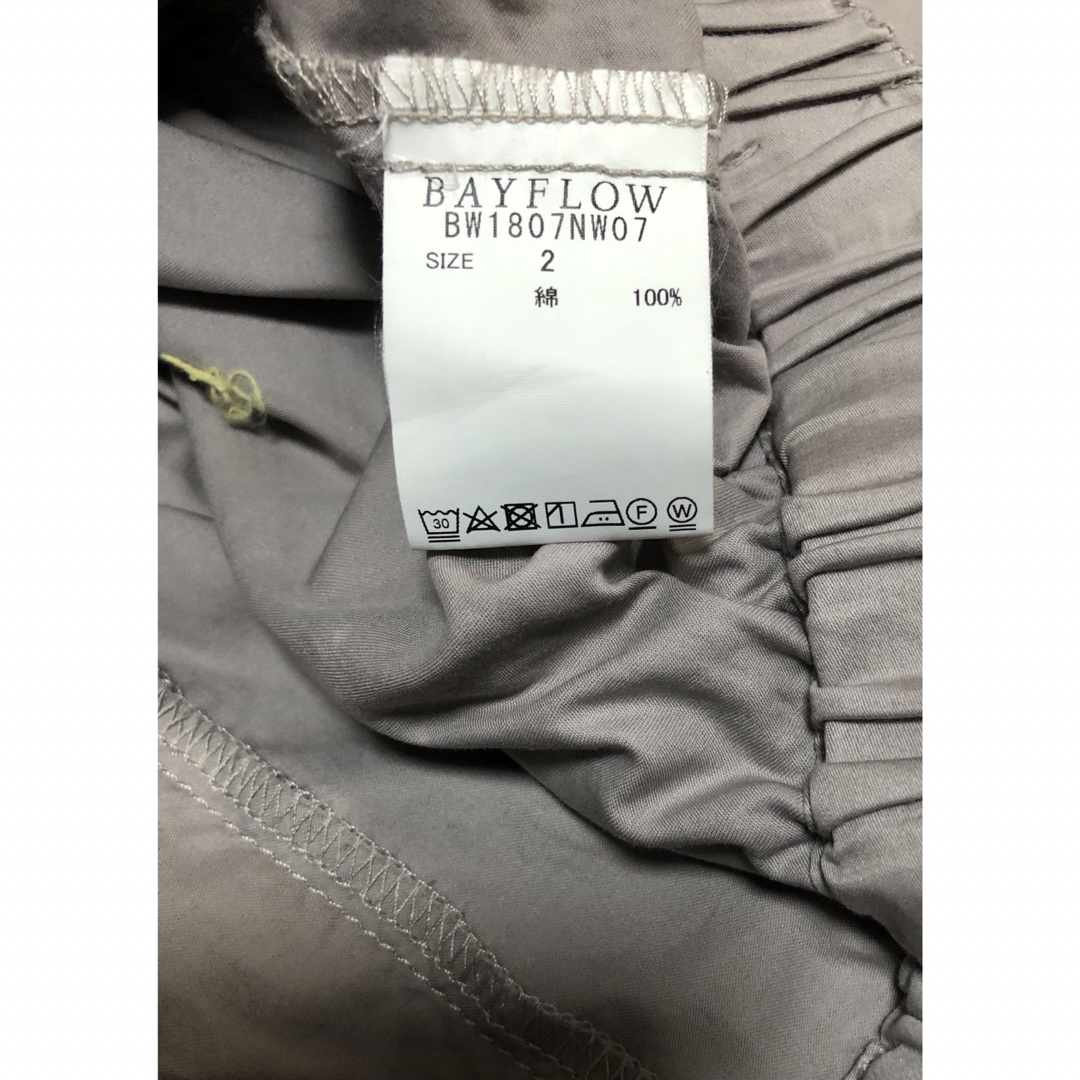 BAYFLOW
BW1807NW07
SIZE 2
綿 100%
30 F W